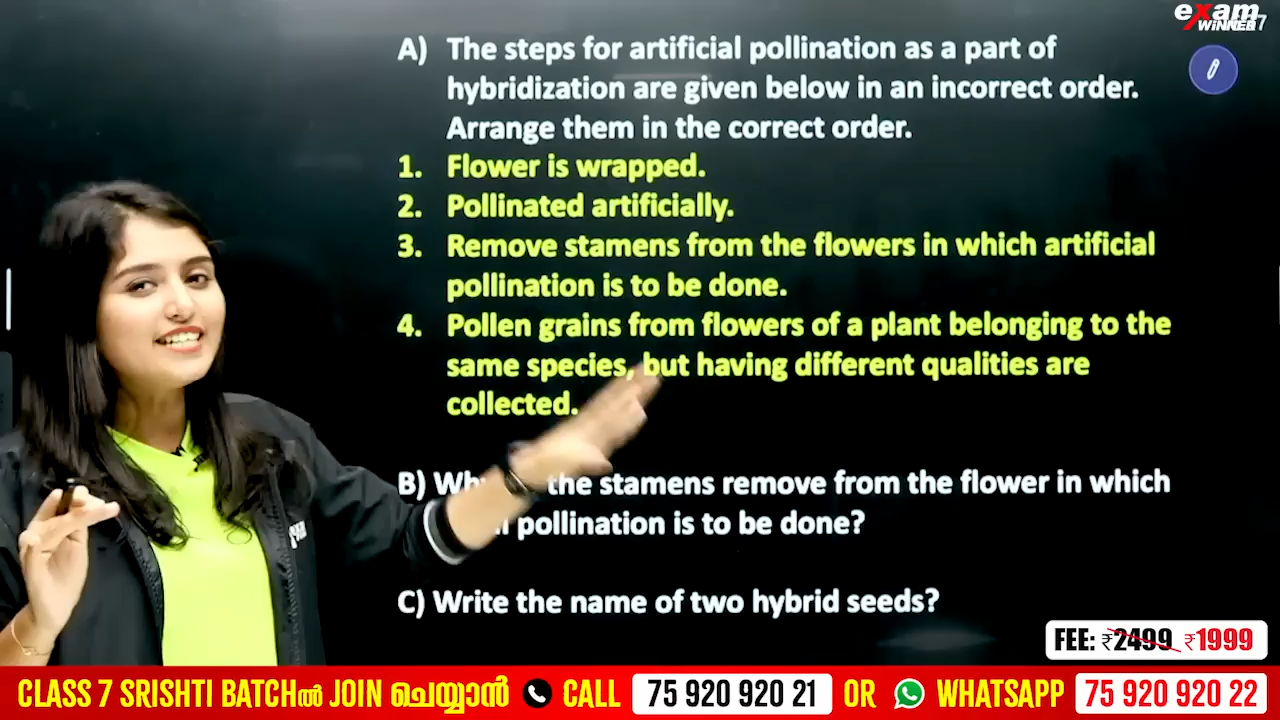 exam
WINNER
A) The steps for artificial pollination as a part of
hybridization are given below in an incorrect order.
Arrange them in the correct order.
1. Flower is wrapped.
2. Pollinated artificially.
3. Remove stamens from the flowers in which artificial
pollination is to be done.
4. Pollen grains from flowers of a plant belonging to the
same species, but having different qualities are
collected.
B) the stamens remove from the flower in which
pollination is to be done?
C) Write the name of two hybrid seeds?
FEE: ₹2499 ₹1999
CLASS 7 SRISHTI BATCHൽ JOIN ചെയ്യാൻ CALL 75 920 920 21 OR WHATSAPP 75 920 920 22